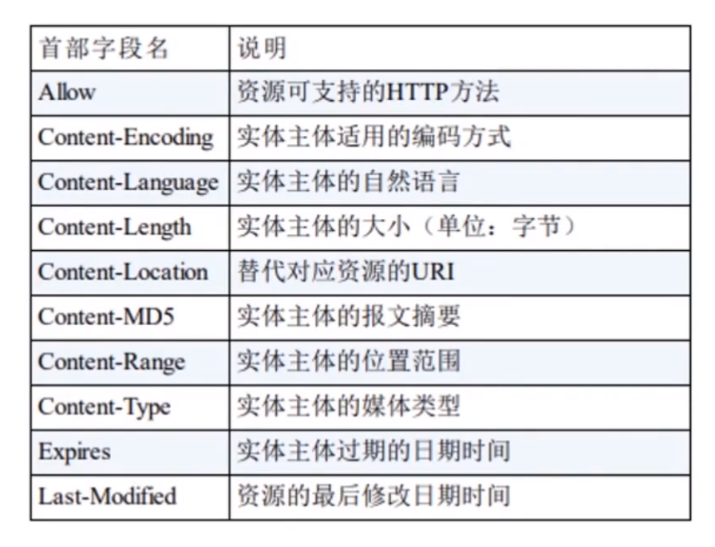 首部字段名 说明
Allow 资源可支持的HTTP方法
Content-Encoding 实体主体适用的编码方式
Content-Language 实体主体的自然语言
Content-Length 实体主体的大小（单位：字节）
Content-Location 替代对应资源的URI
Content-MD5 实体主体的报文摘要
Content-Range 实体主体的位置范围
Content-Type 实体主体的媒体类型
Expires 实体主体过期的日期时间
Last-Modified 资源的最后修改日期时间